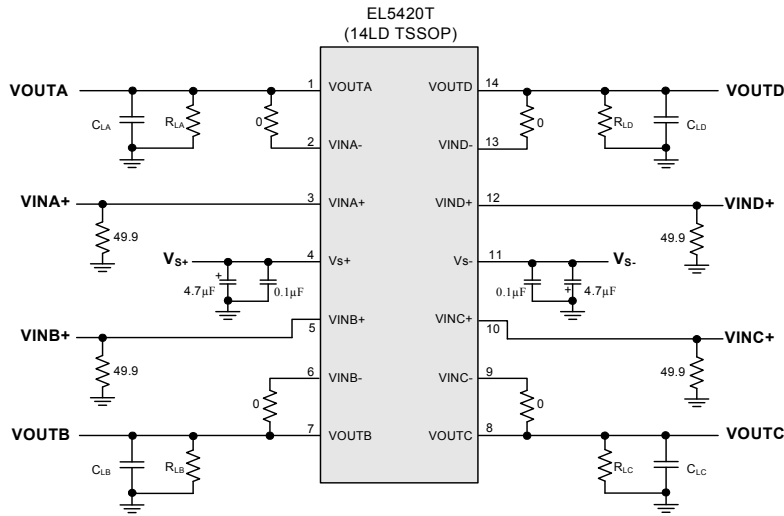 EL5420T
(14LD TSSOP)
VOUTA 1 VOUTA VOUTD 14 VOUTD
CLA RLA 0 0 RLD CLD
2 VINA- VIND- 13
VINA+ 3 VINA+ VIND+ 12 VIND+
49.9 49.9
VS+ 4 Vs+ Vs- 11 VS-
+ 4.7µF 0.1µF 0.1µF + 4.7µF
VINB+ 5 VINB+ VINC+ 10 VINC+
49.9 49.9
6 VINB- VINC- 9
0 0
VOUTB 7 VOUTB VOUTC 8 VOUTC
CLB RLB RLC CLC